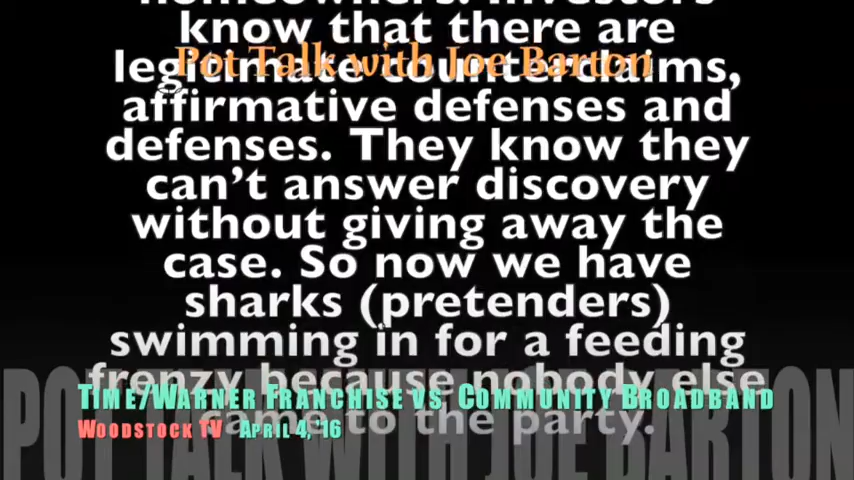 homeowners. Investors
know that there are
Pot Talk with Joe Barton
legitimate counterclaims,
affirmative defenses and
defenses. They know they
can't answer discovery
without giving away the
case. So now we have
sharks (pretenders)
swimming in for a feeding
frenzy because nobody else
TIME/WARNER FRANCHISE VS. COMMUNITY BROADBAND
came to the party.
WOODSTOCK TV APRIL 4, '16
POT TALK WITH JOE BARTON